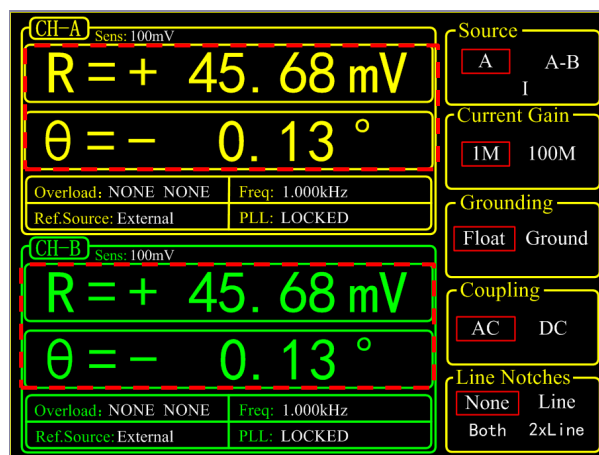 CH-A Sens: 100mV
R = + 45.68 mV
θ = - 0.13 °
Overload: NONE NONE Freq: 1.000kHz
Ref.Source: External PLL: LOCKED
CH-B Sens: 100mV
R = + 45.68 mV
θ = - 0.13 °
Overload: NONE NONE Freq: 1.000kHz
Ref.Source: External PLL: LOCKED
Source
A A-B
I
Current Gain
1M 100M
Grounding
Float Ground
Coupling
AC DC
Line Notches
None Line
Both 2xLine